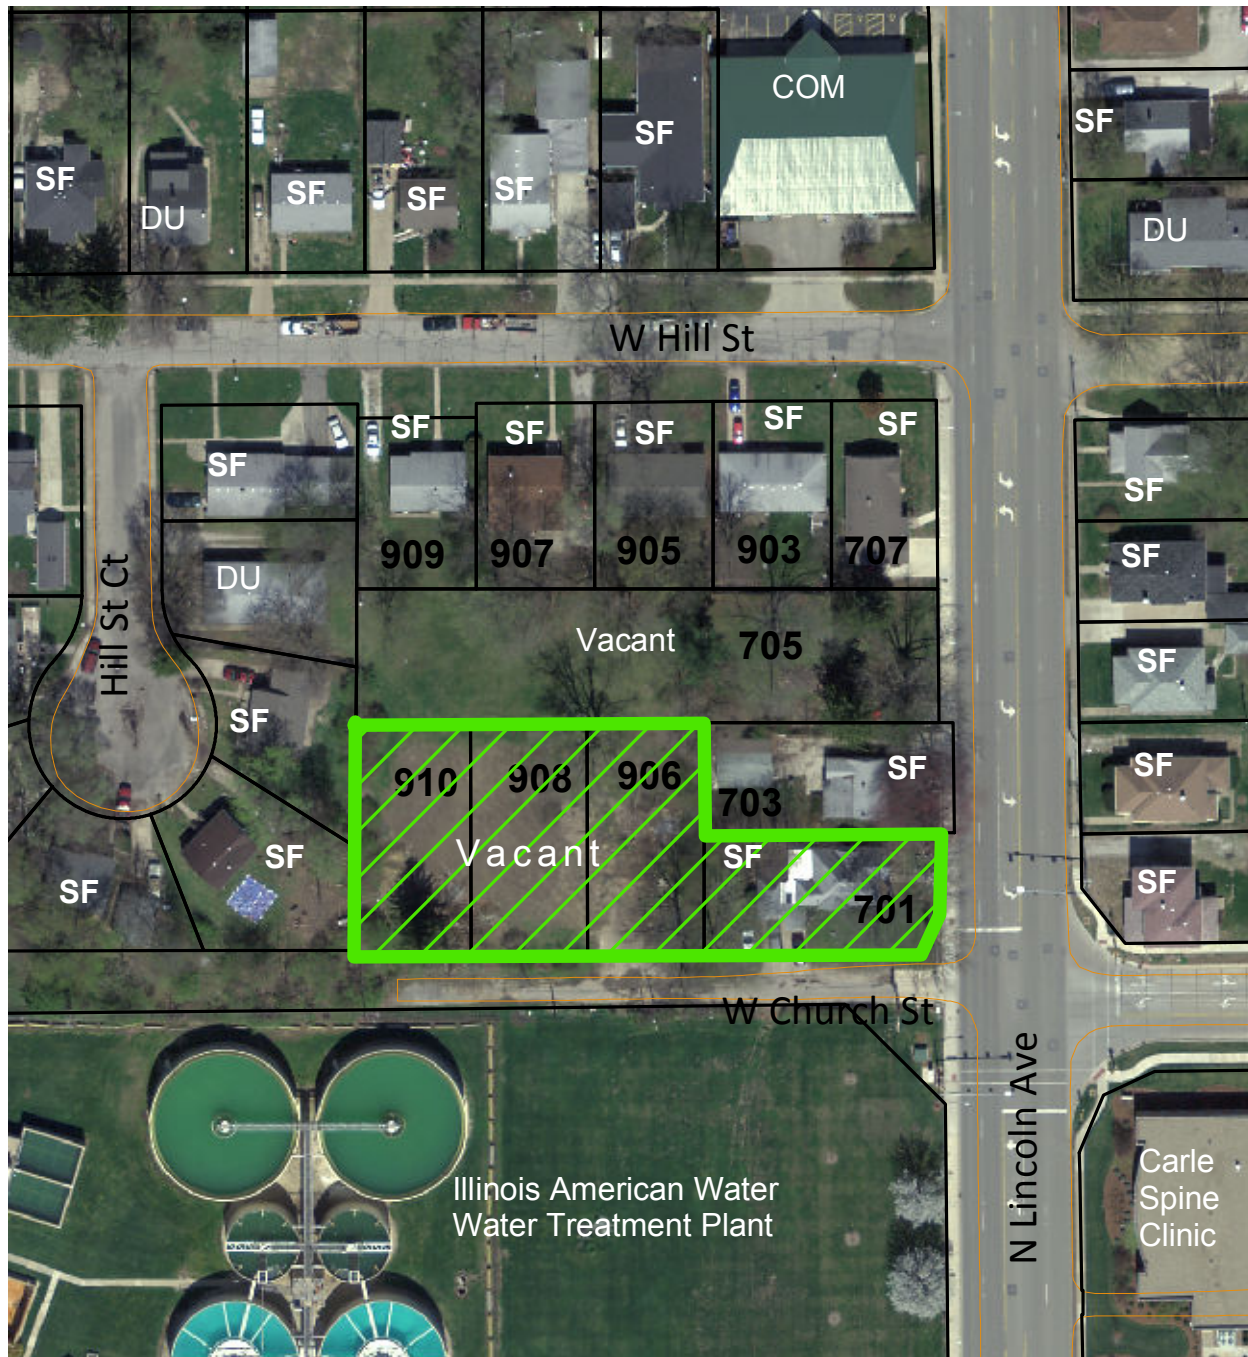 COM
SF
SF
SF
DU
SF
SF
SF
SF
DU
W Hill St
SF
SF
SF
SF
SF
SF
SF
909
907
905
903
707
SF
DU
Hill St Ct
Vacant
705
SF
SF
910
908
906
703
SF
SF
Vacant
SF
SF
SF
SF
701
W Church St
N Lincoln Ave
Illinois American Water
Water Treatment Plant
Carle
Spine
Clinic